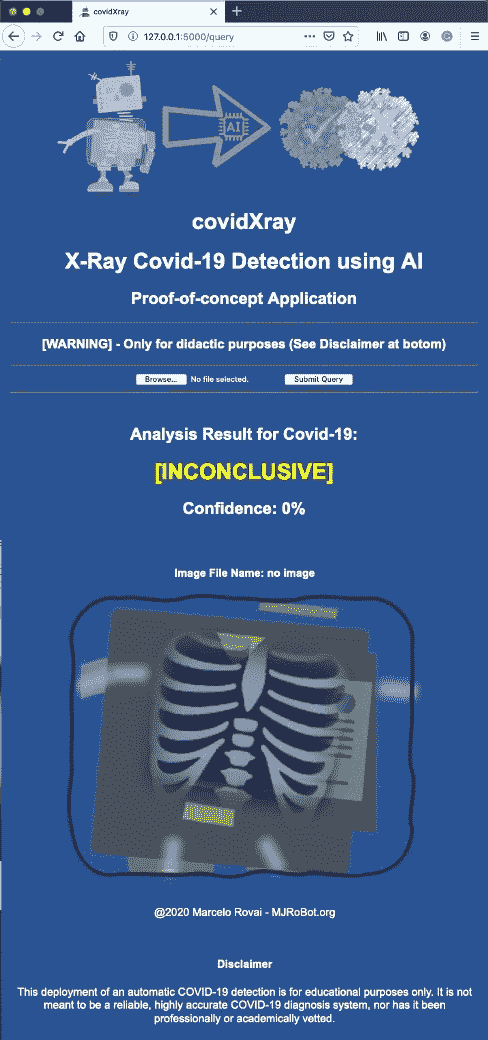 covidXray
127.0.0.1:5000/query
AI
covidXray
X-Ray Covid-19 Detection using AI
Proof-of-concept Application
[WARNING] - Only for didactic purposes (See Disclaimer at botom)
Browse... No file selected. Submit Query
Analysis Result for Covid-19:
[INCONCLUSIVE]
Confidence: 0%
Image File Name: no image
@2020 Marcelo Rovai - MJRoBot.org
Disclaimer
This deployment of an automatic COVID-19 detection is for educational purposes only. It is not
meant to be a reliable, highly accurate COVID-19 diagnosis system, nor has it been
professionally or academically vetted.